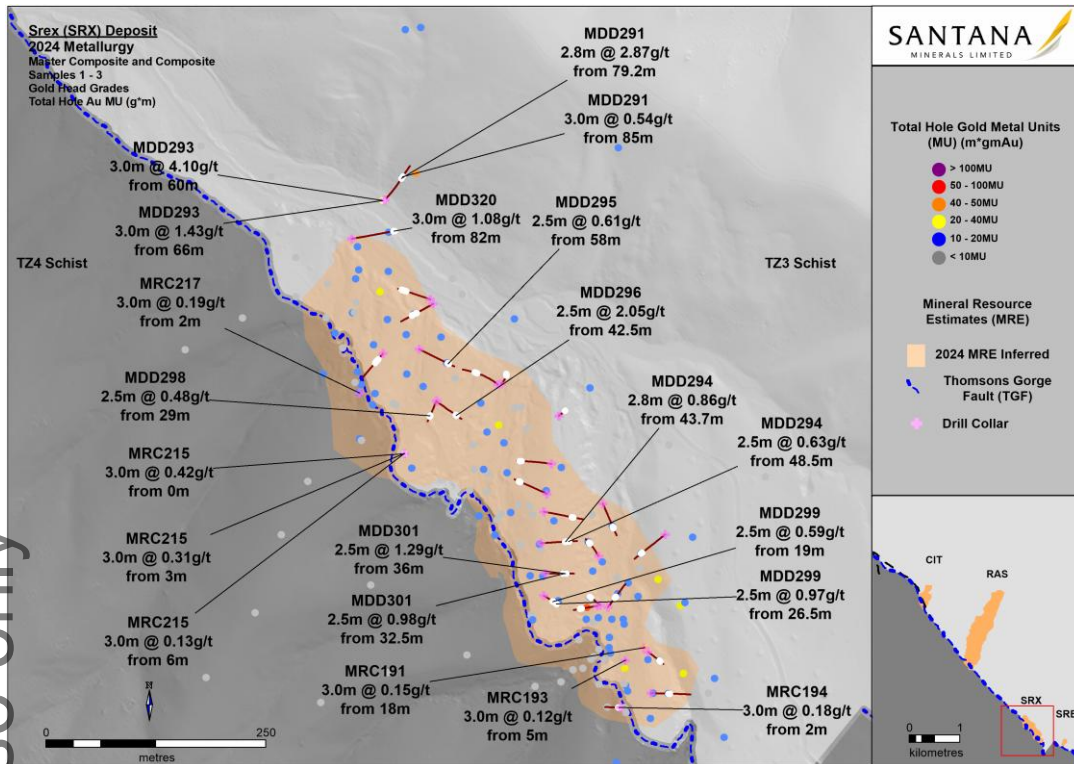 Srex (SRX) Deposit
2024 Metallurgy
Master Composite and Composite
Samples 1 - 3
Gold Head Grades
Total Hole Au MU (g*m)
MDD291
2.8m @ 2.87g/t
from 79.2m
MDD291
3.0m @ 0.54g/t
from 85m
MDD293
3.0m @ 4.10g/t
from 60m
MDD293
3.0m @ 1.43g/t
from 66m
MDD320
3.0m @ 1.08g/t
from 82m
MDD295
2.5m @ 0.61g/t
from 58m
TZ4 Schist
TZ3 Schist
MRC217
3.0m @ 0.19g/t
from 2m
MDD296
2.5m @ 2.05g/t
from 42.5m
MDD298
2.5m @ 0.48g/t
from 29m
MDD294
2.8m @ 0.86g/t
from 43.7m
MDD294
2.5m @ 0.63g/t
from 48.5m
MRC215
3.0m @ 0.42g/t
from 0m
MRC215
3.0m @ 0.31g/t
from 3m
MDD301
2.5m @ 1.29g/t
from 36m
MDD299
2.5m @ 0.59g/t
from 19m
MDD299
2.5m @ 0.97g/t
from 26.5m
MDD301
2.5m @ 0.98g/t
from 32.5m
MRC215
3.0m @ 0.13g/t
from 6m
MRC191
3.0m @ 0.15g/t
from 18m
MRC193
3.0m @ 0.12g/t
from 5m
MRC194
3.0m @ 0.18g/t
from 2m
N
0 250
metres
SANTANA
MINERALS LIMITED
Total Hole Gold Metal Units
(MU) (m*gmAu)
> 100MU
50 - 100MU
40 - 50MU
20 - 40MU
10 - 20MU
< 10MU
Mineral Resource
Estimates (MRE)
2024 MRE Inferred
Thomsons Gorge
Fault (TGF)
Drill Collar
CIT
RAS
SRX
SRE
0 1
kilometres